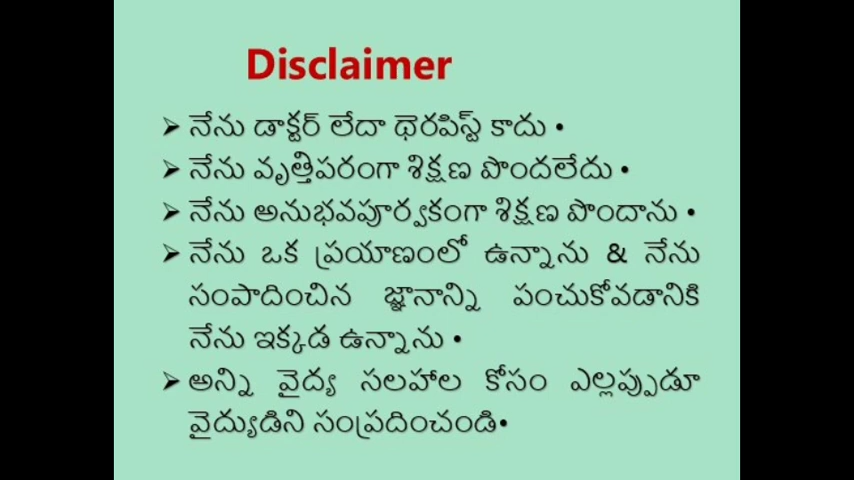 Disclaimer
➢ నేను డాక్టర్ లేదా థెరపిస్ట్ కాదు •
➢ నేను వృత్తిపరంగా శిక్షణ పొందలేదు •
➢ నేను అనుభవపూర్వకంగా శిక్షణ పొందాను •
➢ నేను ఒక ప్రయాణంలో ఉన్నాను & నేను
సంపాదించిన జ్ఞానాన్ని పంచుకోవడానికి
నేను ఇక్కడ ఉన్నాను •
➢ అన్ని వైద్య సలహాల కోసం ఎల్లప్పుడూ
వైద్యుడిని సంప్రదించండి•